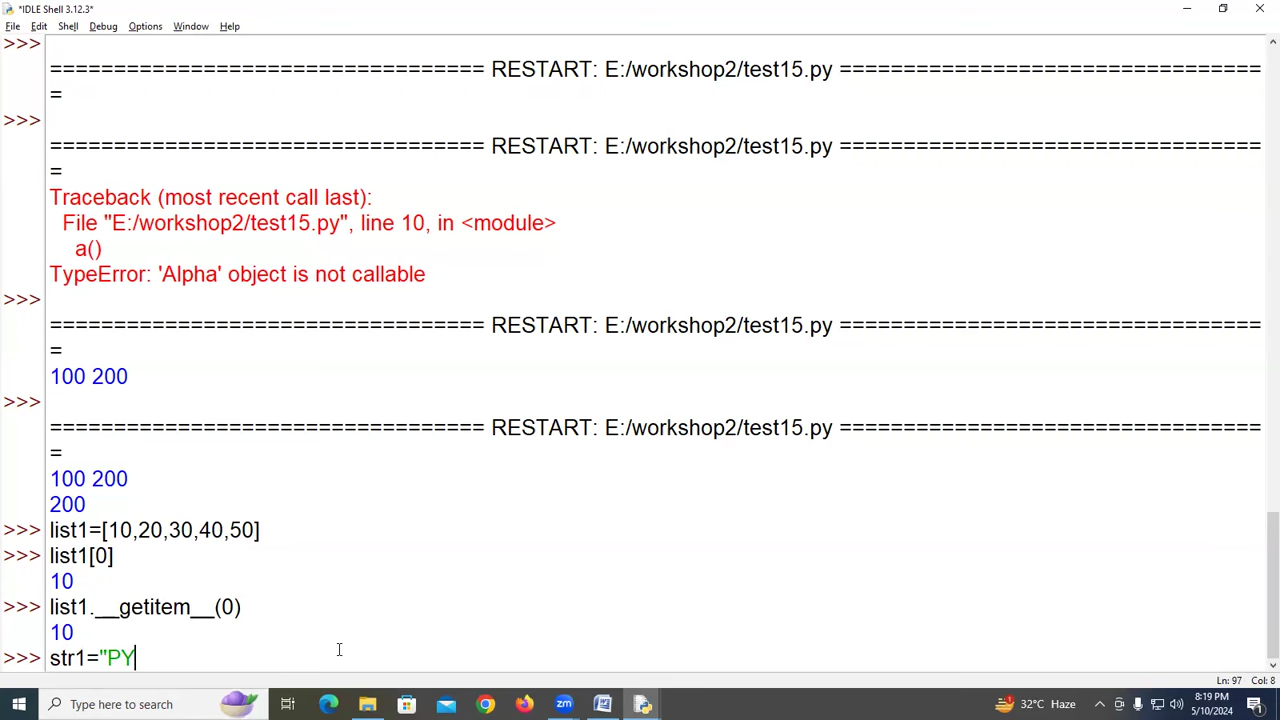 *IDLE Shell 3.12.3*
File Edit Shell Debug Options Window Help
>>>
================================== RESTART: E:/workshop2/test15.py ================================
=
>>>
================================== RESTART: E:/workshop2/test15.py ================================
=
Traceback (most recent call last):
  File "E:/workshop2/test15.py", line 10, in <module>
    a()
TypeError: 'Alpha' object is not callable
>>>
================================== RESTART: E:/workshop2/test15.py ================================
=
100 200
>>>
================================== RESTART: E:/workshop2/test15.py ================================
=
100 200
200
>>> list1=[10,20,30,40,50]
>>> list1[0]
10
>>> list1.__getitem__(0)
10
>>> str1="PY
Ln: 97 Col: 8
Type here to search
zm
32°C Haze
8:19 PM
5/10/2024
1